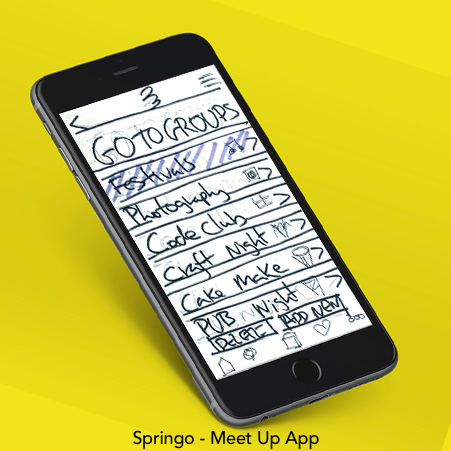 GO TO GROUPS
Festivals
Photography
Code Club
Craft Night
Cake Make
PUB Night
DELETE ADD NEW
Springo - Meet Up App